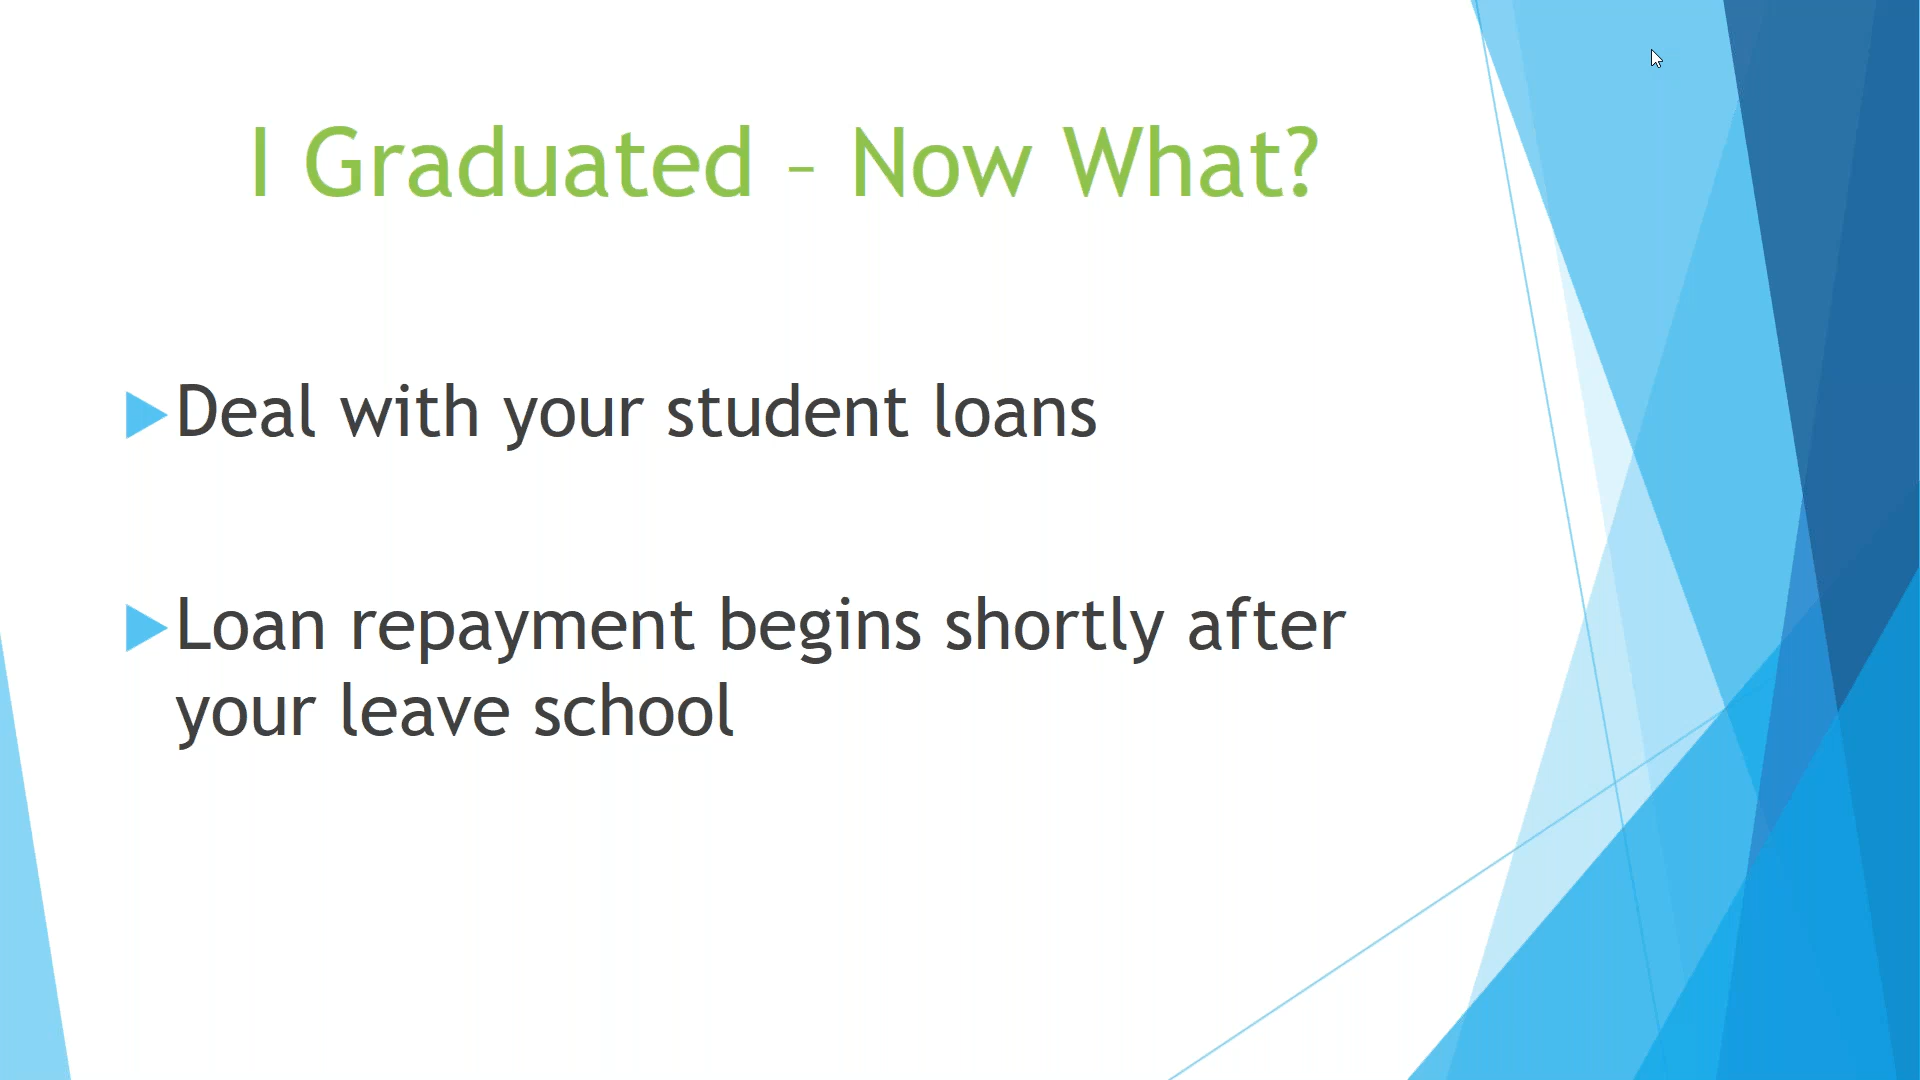 I Graduated – Now What?
Deal with your student loans
Loan repayment begins shortly after
your leave school